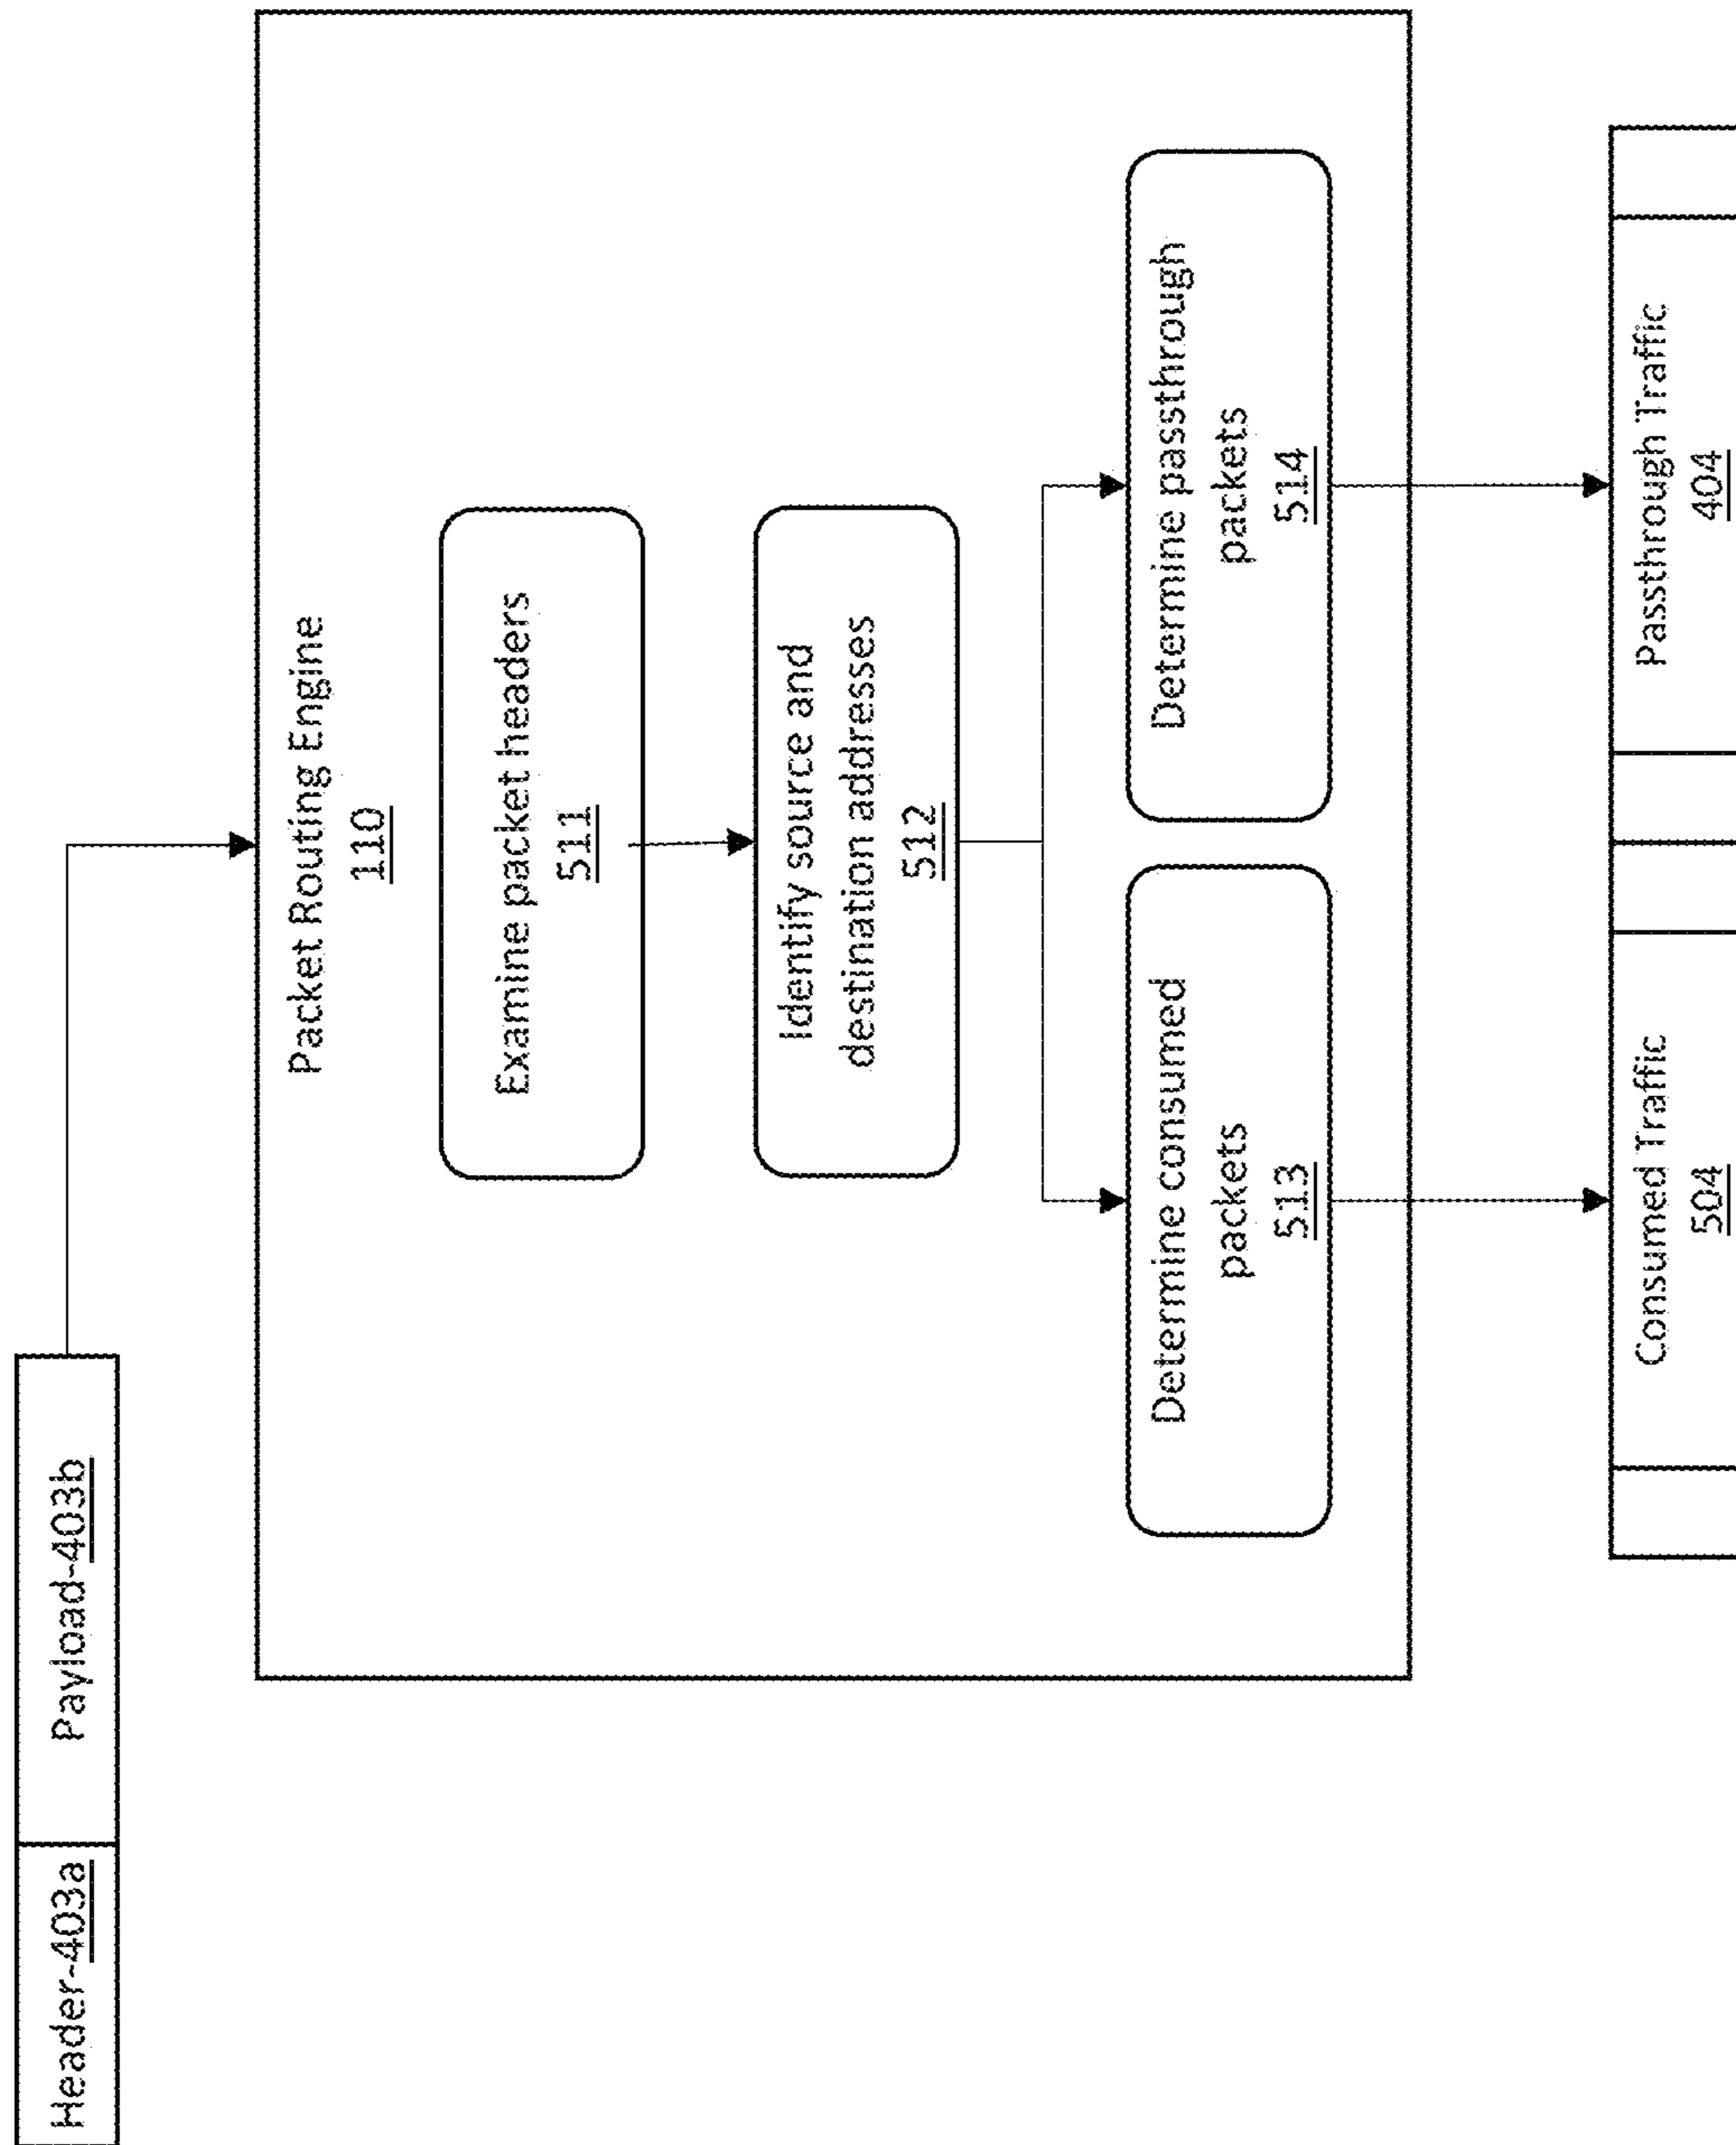 Header-403a
Payload-403b
Packet Routing Engine
110
Examine packet headers
511
Identify source and
destination addresses
512
Determine consumed
packets
513
Determine passthrough
packets
514
Consumed Traffic
504
Passthrough Traffic
404